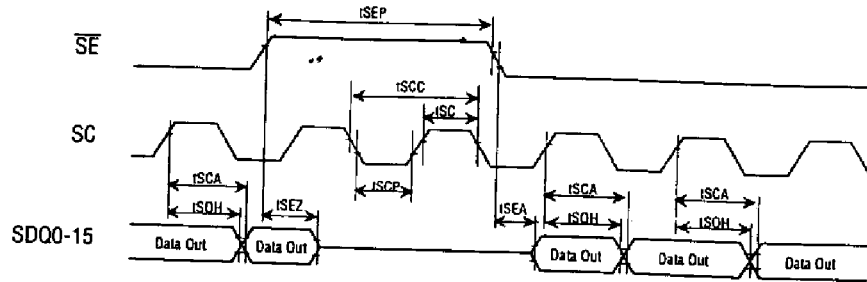 tSEP
SE
tSCC
tSC
SC
tSCP
tSCA
tSOH
tSEZ
tSEA
tSCA
tSOH
tSCA
tSOH
SDQ0-15
Data Out
Data Out
Data Out
Data Out
Data Out